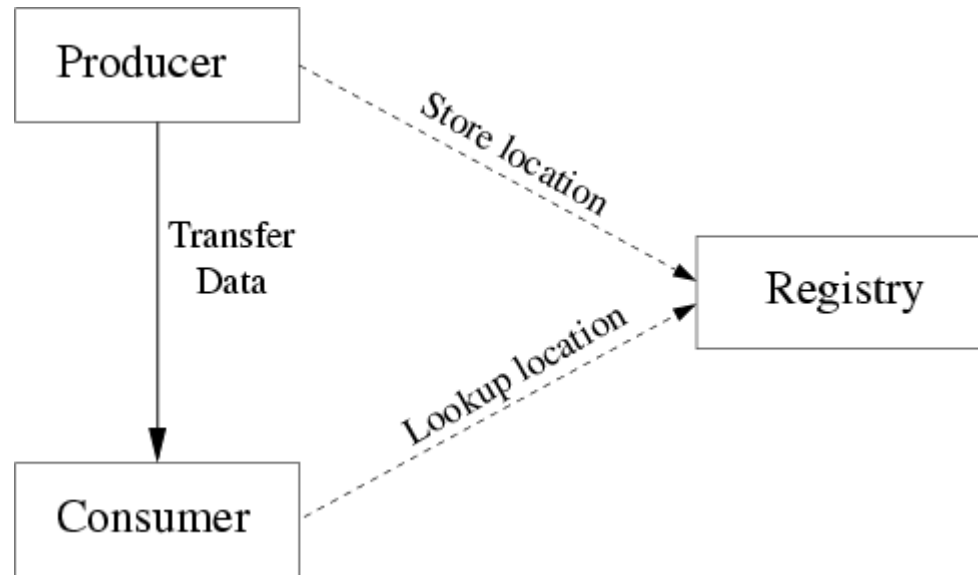 Producer
Store location
Transfer
Data
Registry
Lookup location
Consumer